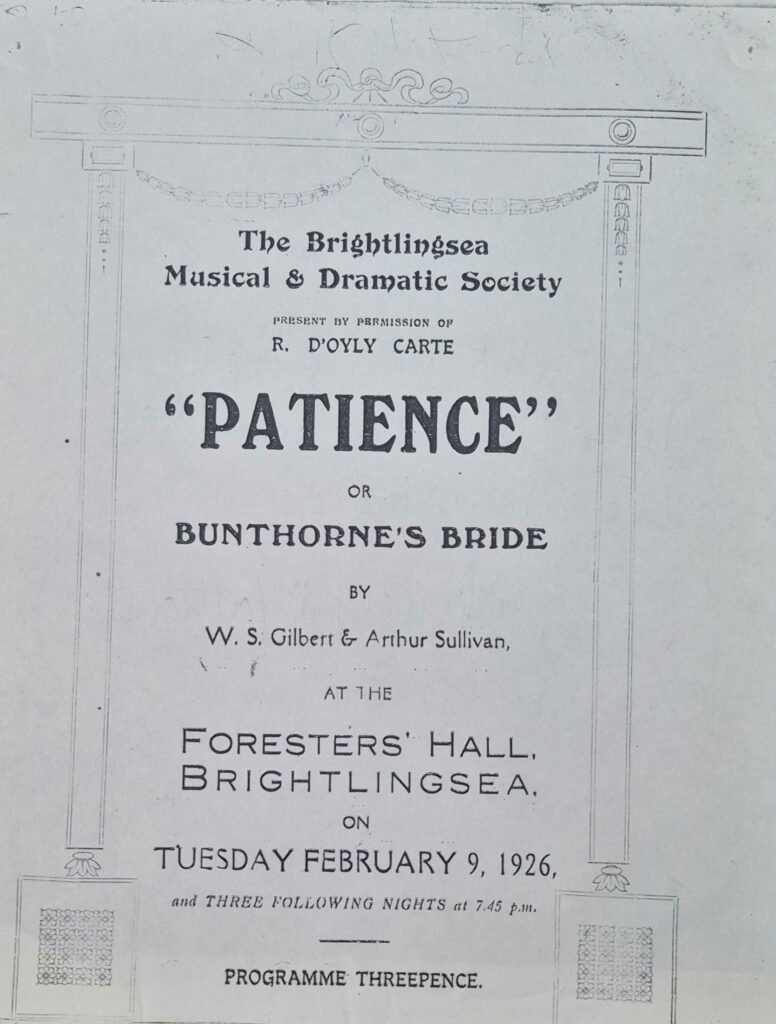 The Brightlingsea
Musical & Dramatic Society
PRESENT BY PERMISSION OF
R. D'OYLY CARTE
“PATIENCE”
OR
BUNTHORNE'S BRIDE
BY
W. S. Gilbert & Arthur Sullivan,
AT THE
FORESTERS' HALL,
BRIGHTLINGSEA,
ON
TUESDAY FEBRUARY 9, 1926,
and THREE FOLLOWING NIGHTS at 7.45 p.m.
PROGRAMME THREEPENCE.